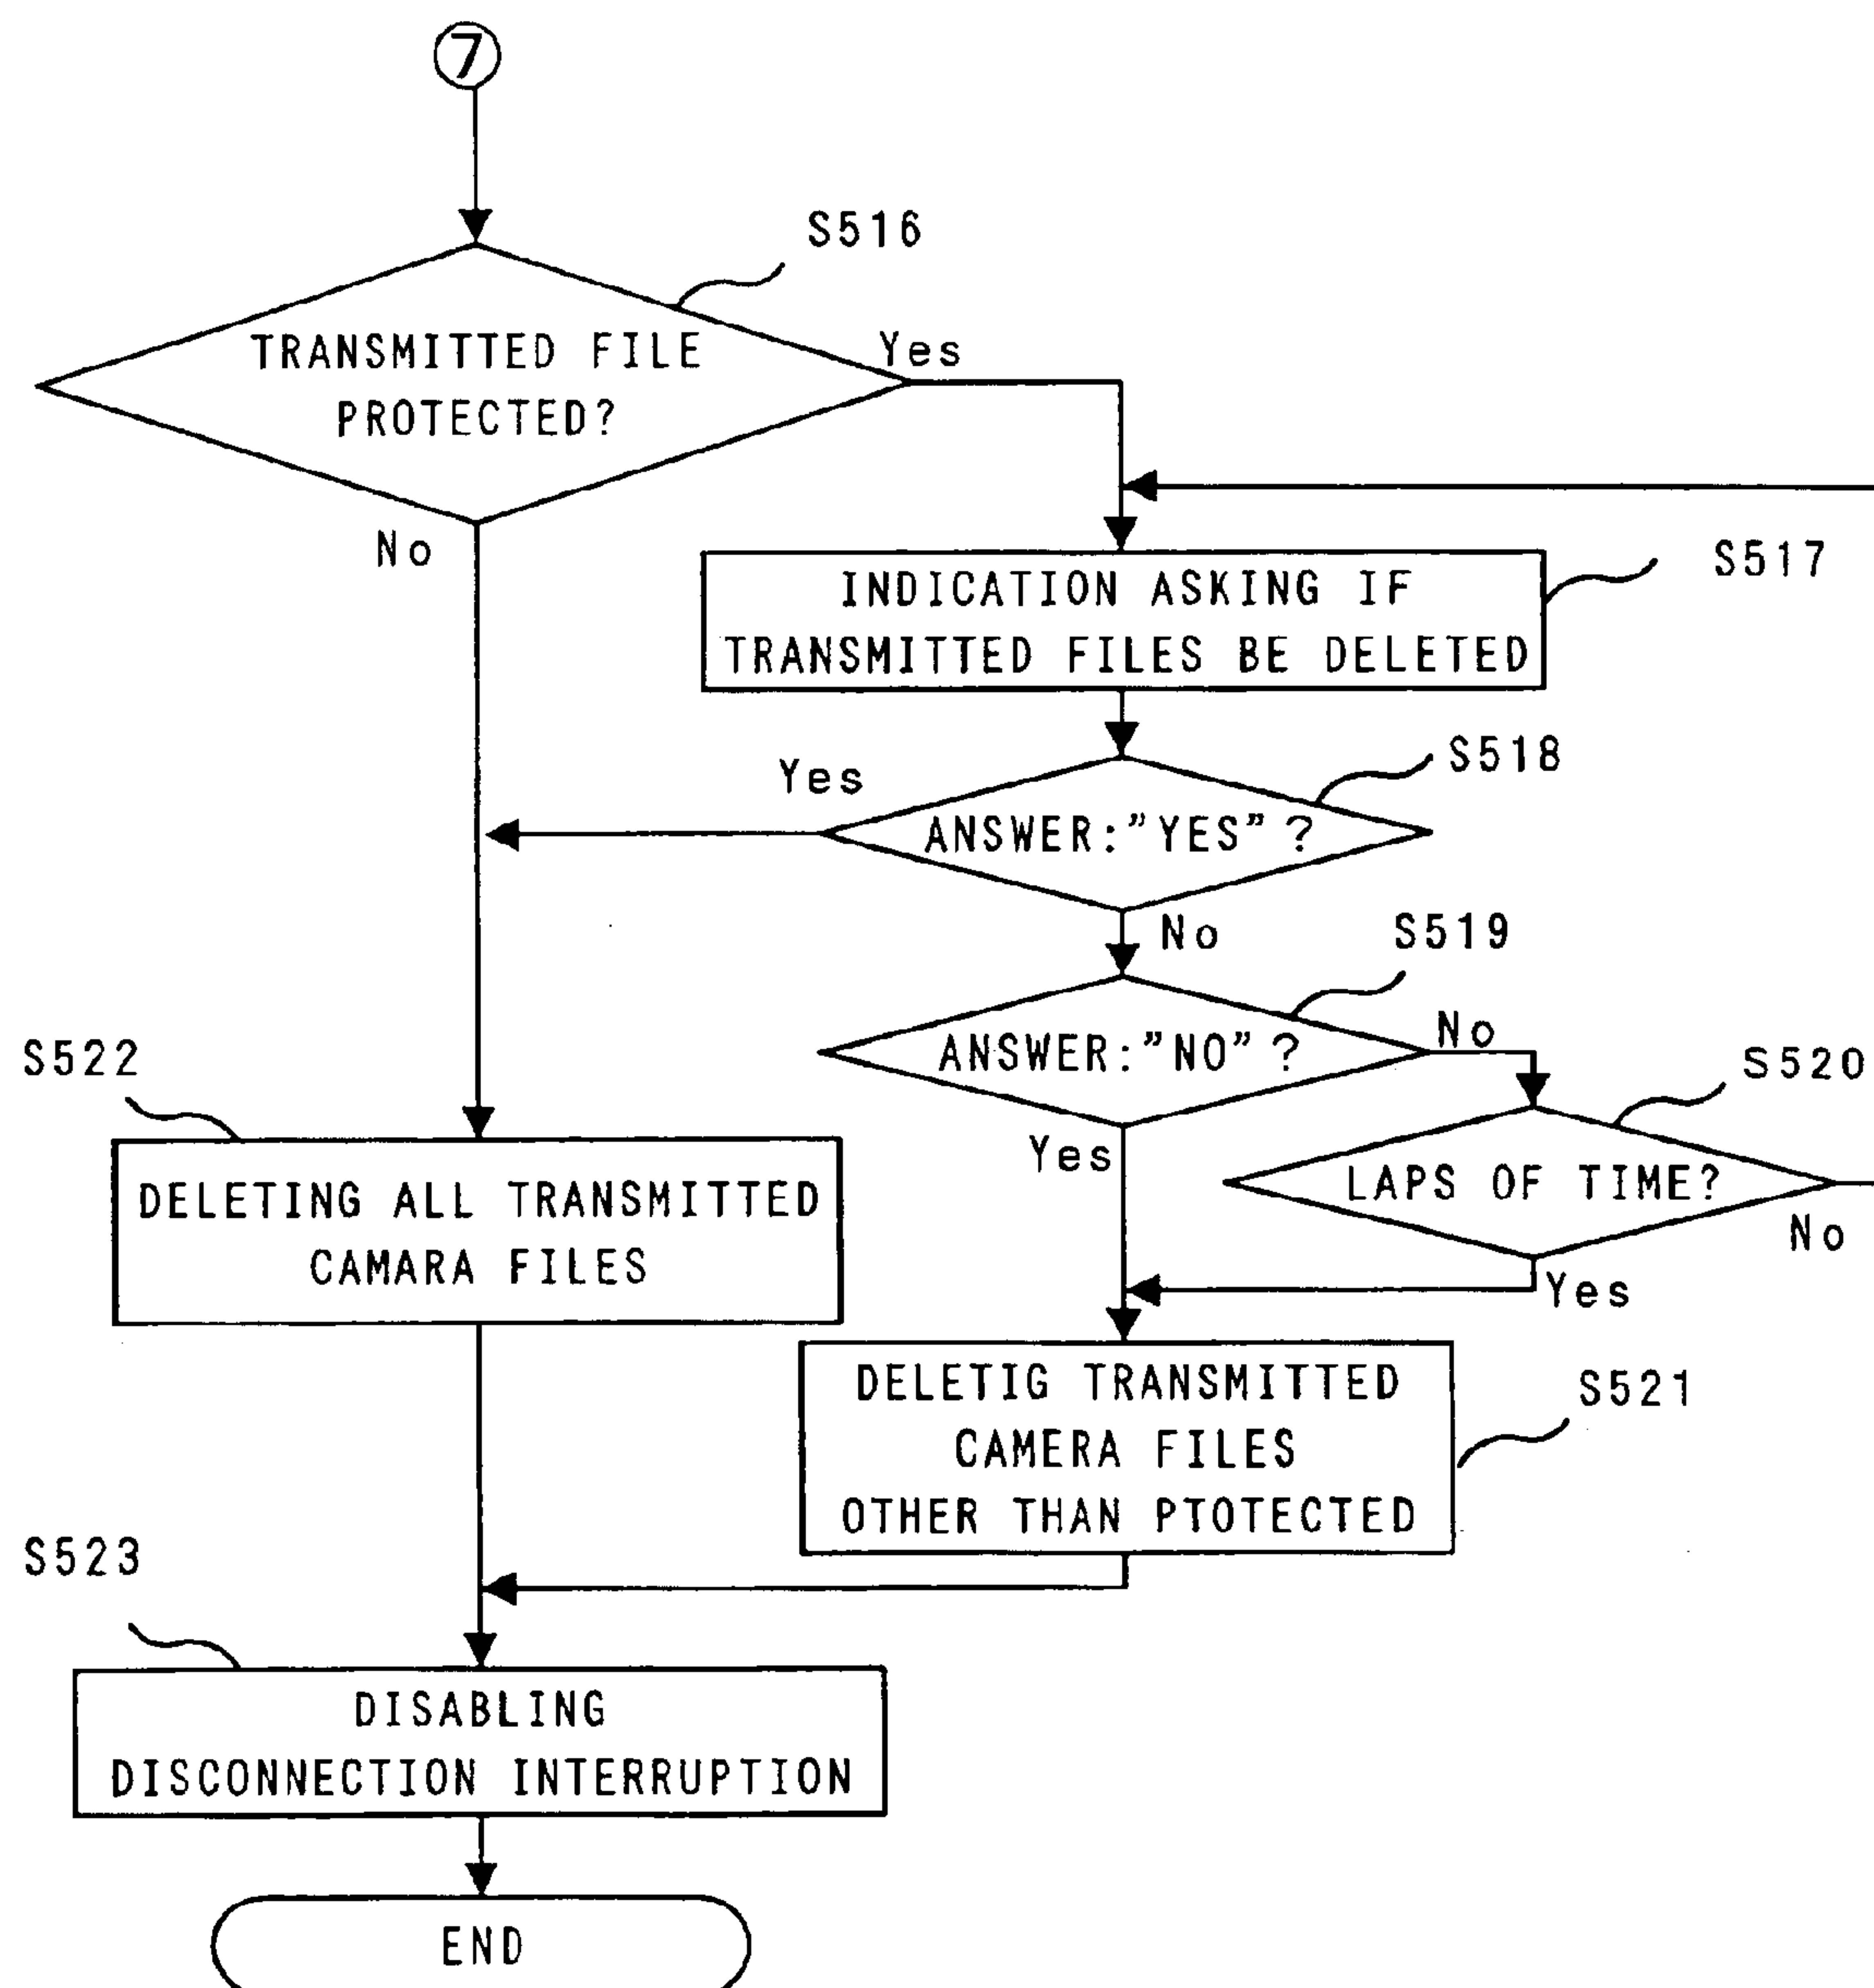 7
S516
TRANSMITTED FILE
PROTECTED?
Yes
No
S517
INDICATION ASKING IF
TRANSMITTED FILES BE DELETED
S518
Yes
ANSWER:"YES"?
No
S519
ANSWER:"NO"?
No
S520
Yes
LAPS OF TIME?
No
Yes
S522
DELETING ALL TRANSMITTED
CAMARA FILES
S521
DELETIG TRANSMITTED
CAMERA FILES
OTHER THAN PTOTECTED
S523
DISABLING
DISCONNECTION INTERRUPTION
END